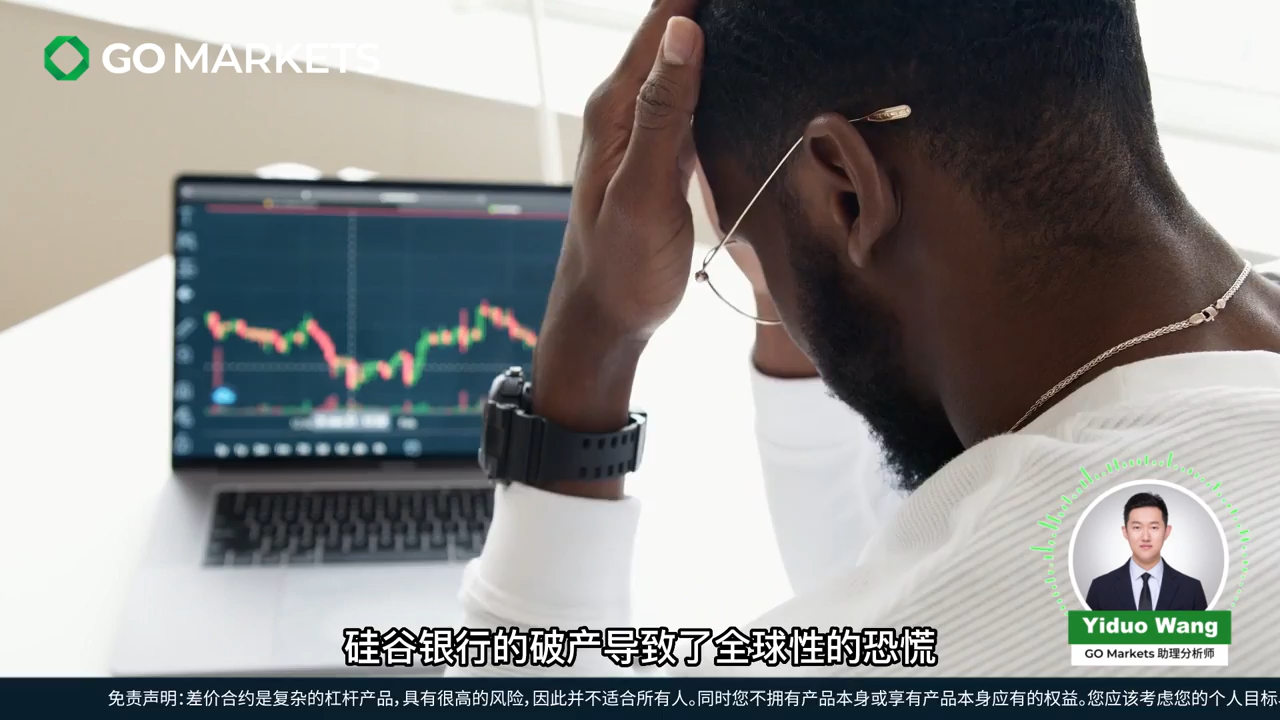 GO MARKETS
硅谷银行的破产导致了全球性的恐慌
Yiduo Wang
GO Markets 助理分析师
免责声明：差价合约是复杂的杠杆产品，具有很高的风险，因此并不适合所有人。同时您不拥有产品本身或享有产品本身应有的权益。您应该考虑您的个人目标